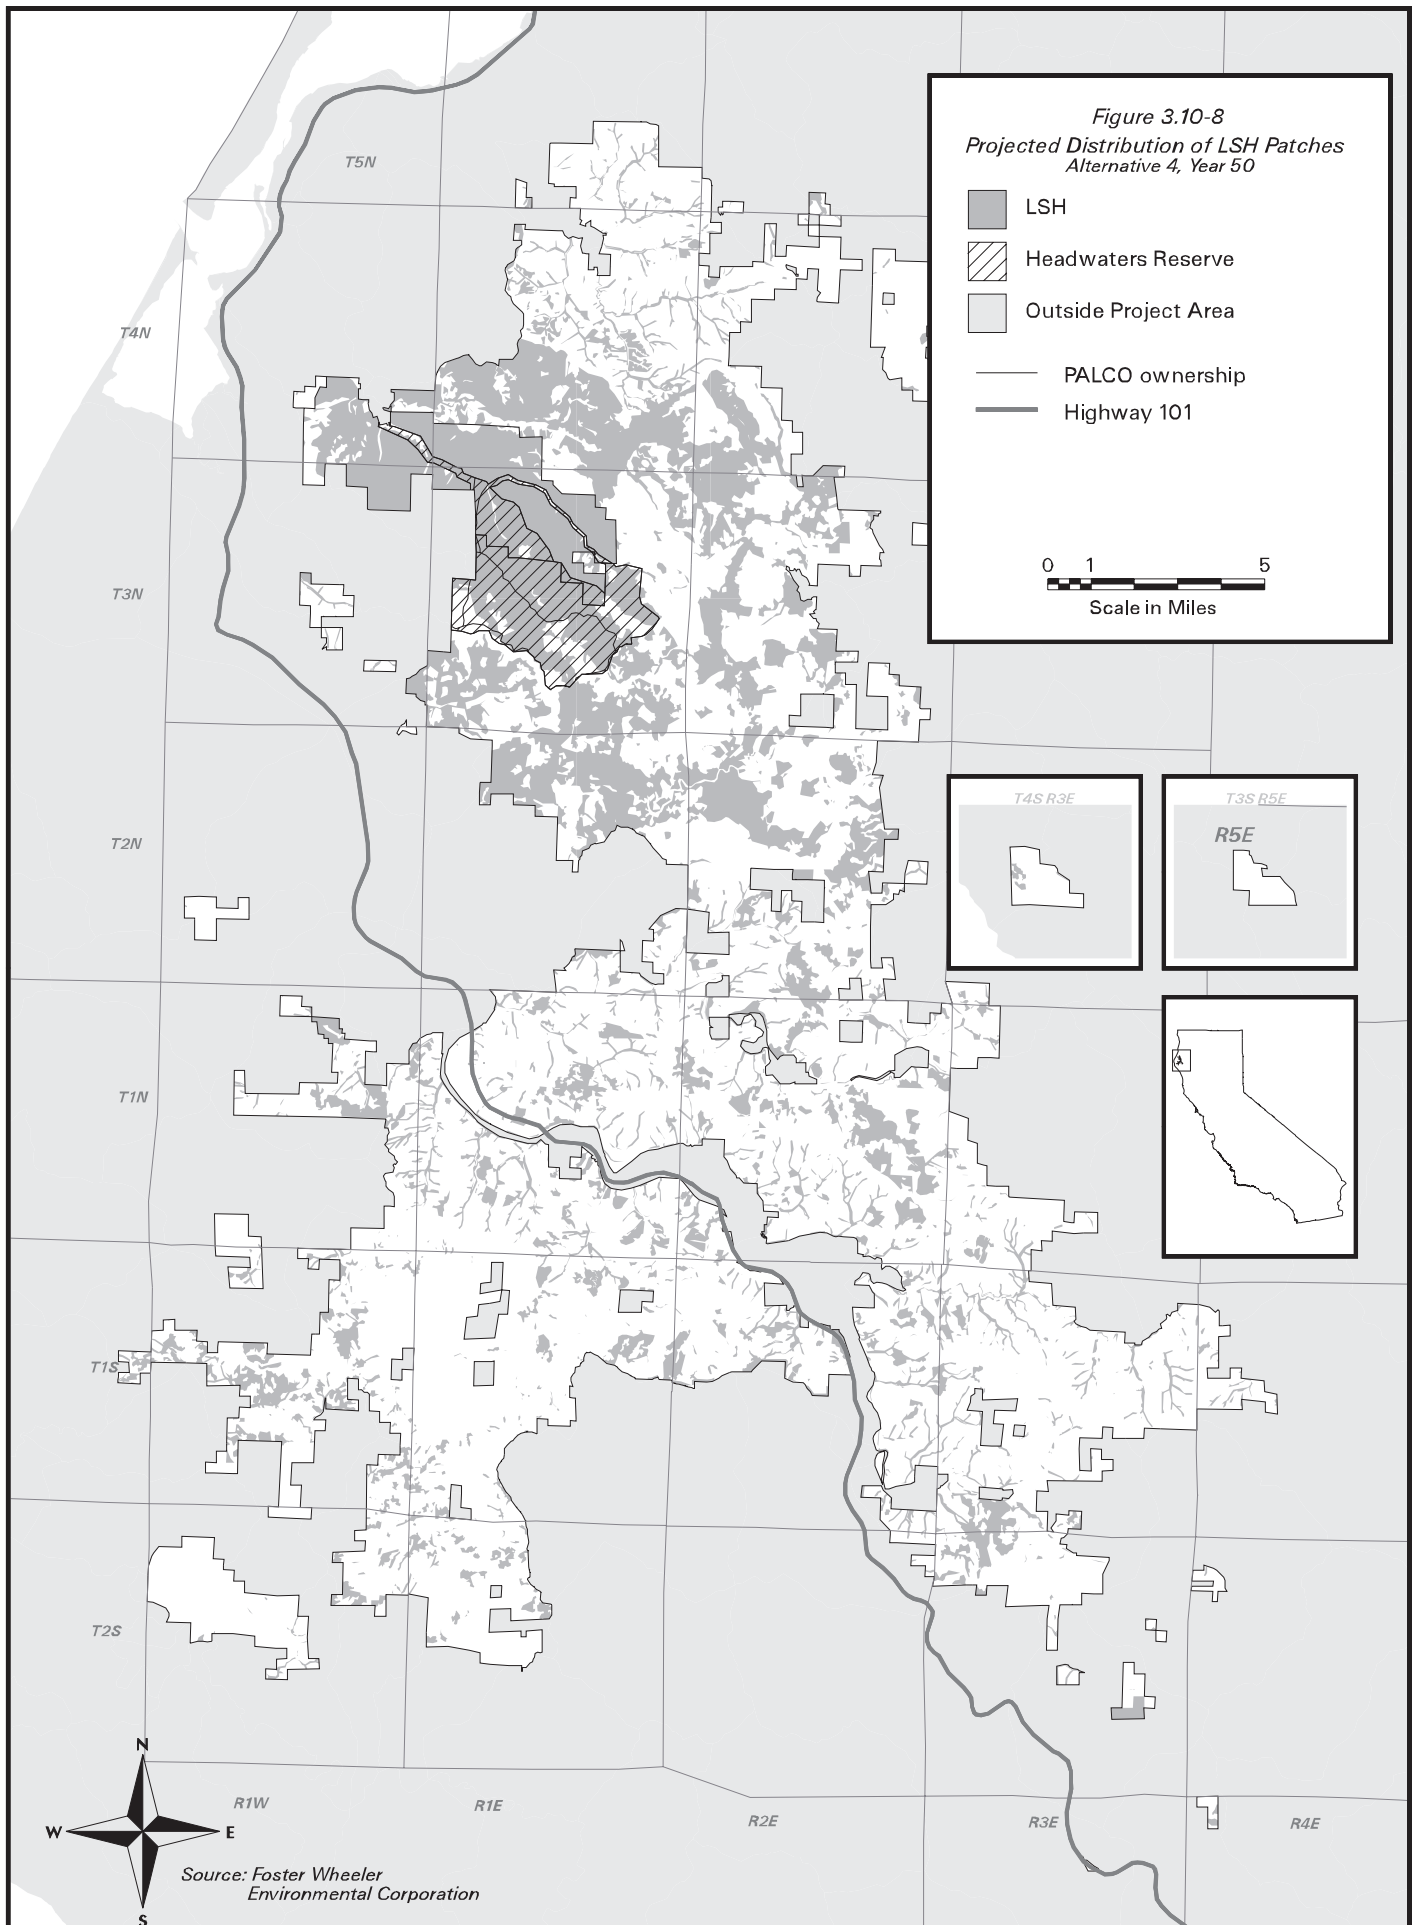 Figure 3.10-8
Projected Distribution of LSH Patches
Alternative 4, Year 50
LSH
Headwaters Reserve
Outside Project Area
PALCO ownership
Highway 101
0 1 5
Scale in Miles
T5N
T4N
T3N
T2N
T1N
T1S
T2S
T4S R3E
T3S R5E
R5E
R1W
R1E
R2E
R3E
R4E
N
W
E
S
Source: Foster Wheeler
Environmental Corporation